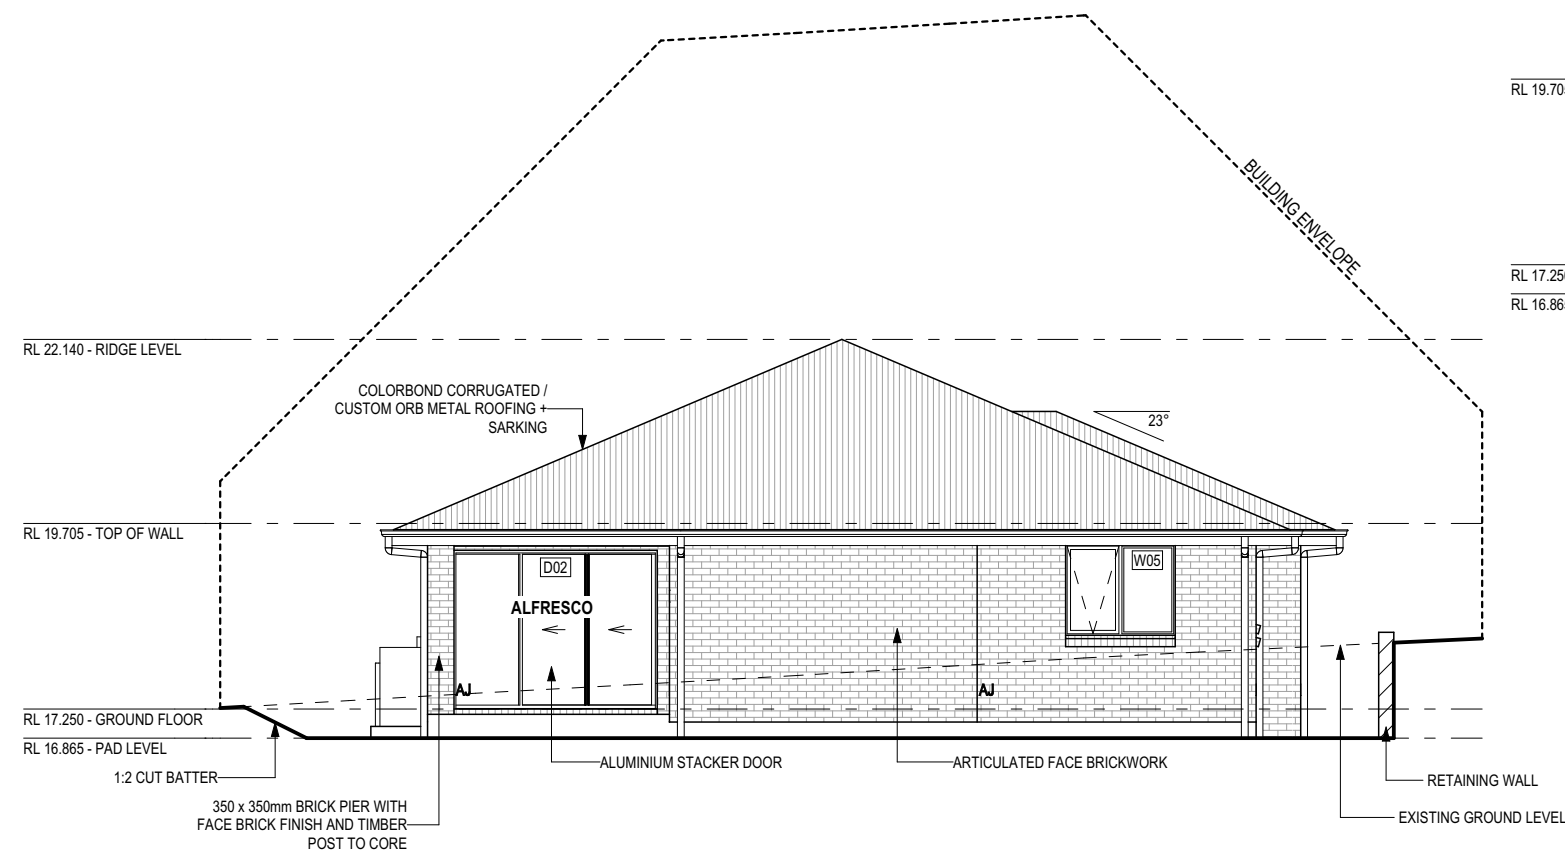 RL 19.705
BUILDING ENVELOPE
RL 17.250
RL 16.865
RL 22.140 - RIDGE LEVEL
COLORBOND CORRUGATED /
CUSTOM ORB METAL ROOFING +
SARKING
23°
RL 19.705 - TOP OF WALL
D02
W05
ALFRESCO
AJ
AJ
RL 17.250 - GROUND FLOOR
RL 16.865 - PAD LEVEL
1:2 CUT BATTER
ALUMINIUM STACKER DOOR
ARTICULATED FACE BRICKWORK
RETAINING WALL
350 x 350mm BRICK PIER WITH
FACE BRICK FINISH AND TIMBER
POST TO CORE
EXISTING GROUND LEVEL